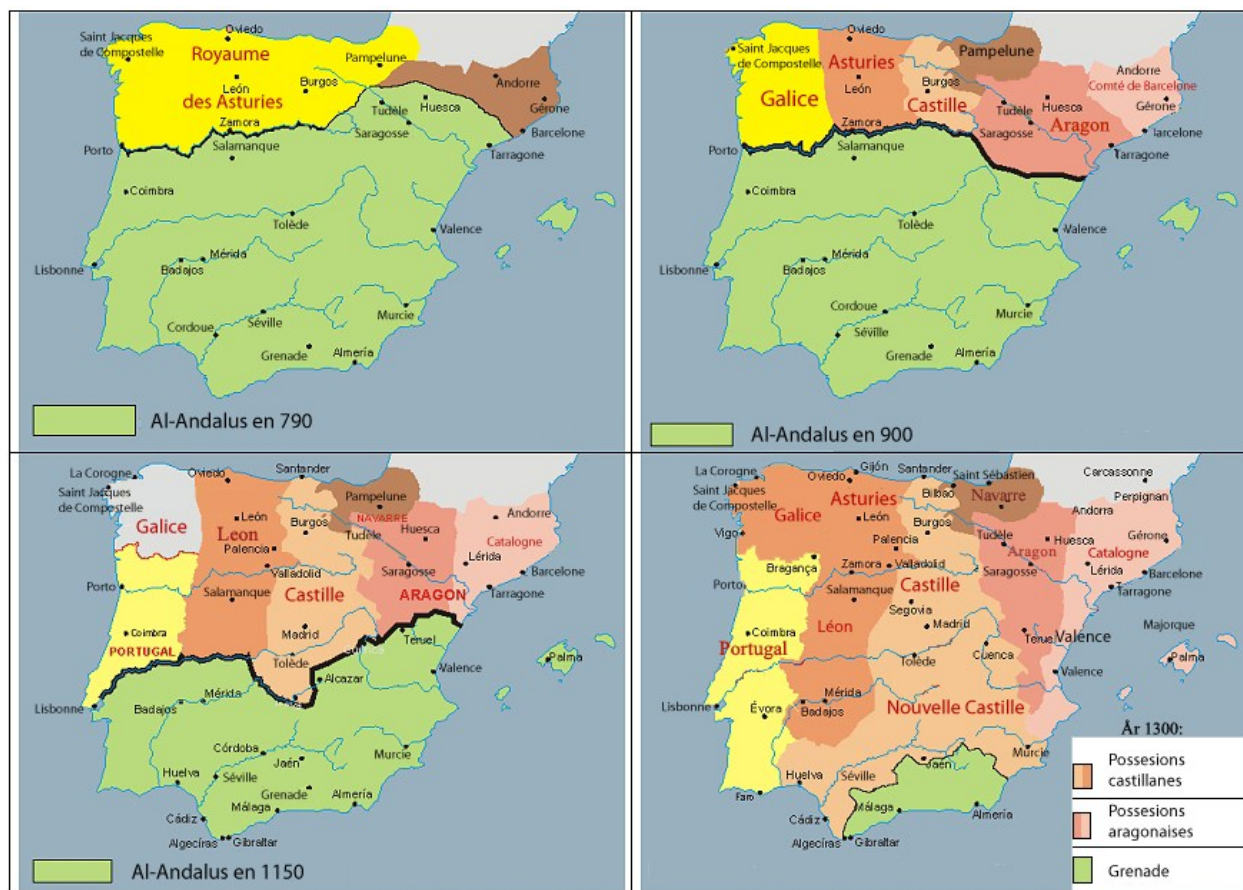 Oviedo
Saint Jacques
de Compostelle
Royaume
Pampelune
León
Burgos
Andorre
des Asturies
Tudèle
Huesca
Gérone
Zamora
Saragosse
Barcelone
Porto
Salamanque
Tarragone
Coimbra
Tolède
Valence
Mérida
Lisbonne
Badajos
Murcie
Séville
Cordoue
Grenade
Almería
Al-Andalus en 790
Oviedo
Saint Jacques
de Compostelle
Asturies
Pampelune
León
Burgos
Andorre
Comté de Barcelone
Galice
Castille
Tudèle
Huesca
Gérone
Zamora
Saragosse
Aragon
arcelone
Porto
Salamanque
Tarragone
Coimbra
Tolède
Valence
Mérida
Lisbonne
Badajos
Murcie
Cordoue
Séville
Grenade
Almería
Al-Andalus en 900
La Corogne
Oviedo
Santander
Saint Jacques
de Compostelle
Pampelune
Galice
León
Leon
Burgos
NAVARRE
Andorre
Huesca
Tudèle
Catalogne
Palencia
Lérida
Valladolid
Saragosse
Barcelone
Porto
Salamanque
Castille
ARAGON
Tarragone
Coimbra
Madrid
Teruel
PORTUGAL
Tolède
Palma
Valence
Alcazar
Lisbonne
Badajos
Mérida
Córdoba
Murcie
Jaén
Huelva
Séville
Grenade
Almería
Málaga
Cádiz
Algecíras
Gibraltar
Al-Andalus en 1150
La Corogne
Oviedo
Gijón
Santander
Saint Sébastien
Carcassonne
Saint Jacques
de Compostelle
Asturies
Bilbao
Navarre
Perpignan
Galice
León
Burgos
Andorra
Vigo
Palencia
Tudèle
Huesca
Gérone
Aragon
Catalogne
Bragança
Zamora
Valladolid
Saragosse
Lérida
Barcelone
Porto
Castille
Tarragone
Salamanque
Segovia
Coimbra
Léon
Madrid
Teruel
Valence
Majorque
Portugal
Tolède
Cuenca
Palma
Valence
Mérida
Lisbonne
Évora
Badajos
Nouvelle Castille
År 1300:
Murcie
Jaén
Huelva
Séville
Possesions
castillanes
Faro
Málaga
Almería
Cádiz
Possesions
aragonaises
Algecíras
Gibraltar
Grenade